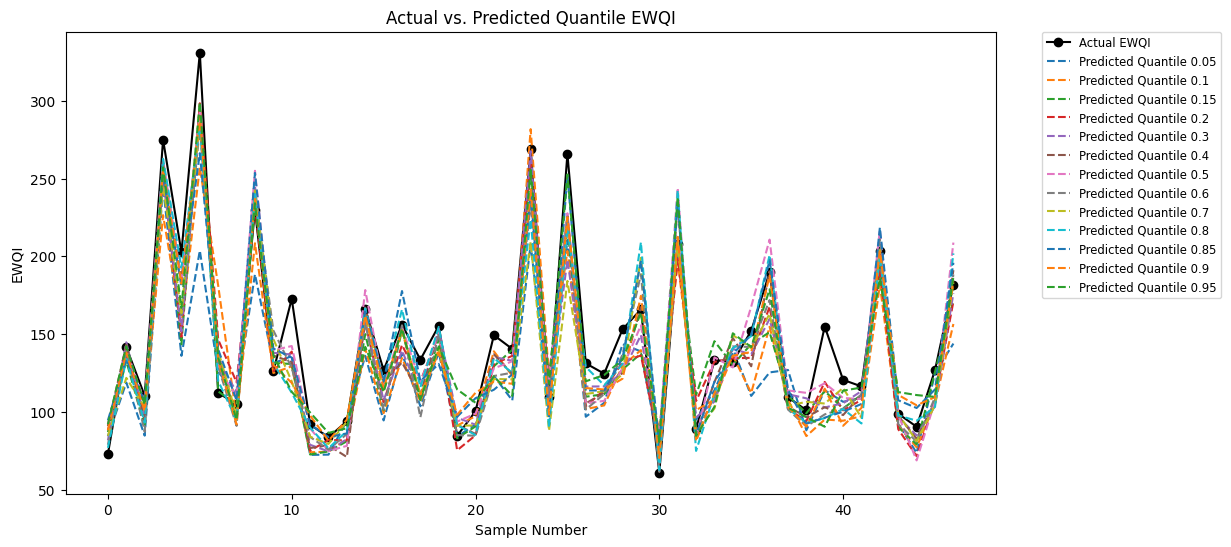 Actual vs. Predicted Quantile EWQI
EWQI
300
250
200
150
100
50
0
10
20
30
40
Sample Number
Actual EWQI
Predicted Quantile 0.05
Predicted Quantile 0.1
Predicted Quantile 0.15
Predicted Quantile 0.2
Predicted Quantile 0.3
Predicted Quantile 0.4
Predicted Quantile 0.5
Predicted Quantile 0.6
Predicted Quantile 0.7
Predicted Quantile 0.8
Predicted Quantile 0.85
Predicted Quantile 0.9
Predicted Quantile 0.95